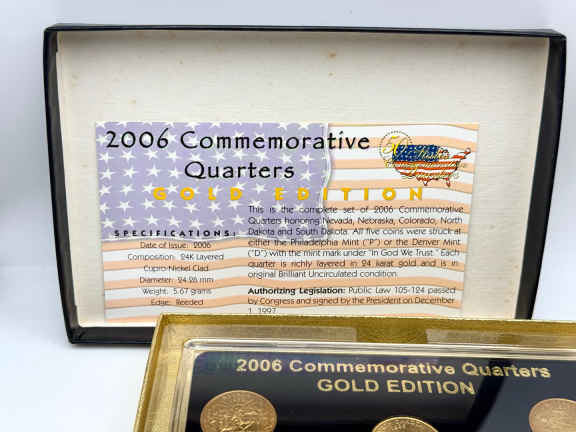 2006 Commemorative
Quarters
GOLD EDITION
SPECIFICATIONS:
Date of Issue: 2006
Composition: 24K Layered
Cupro-Nickel Clad
Diameter: 24.26 mm
Weight: 5.67 grams
Edge: Reeded
This is the complete set of 2006 Commemorative
Quarters honoring Nevada, Nebraska, Colorado, North
Dakota and South Dakota. All five coins were struck at
either the Philadelphia Mint ("P") or the Denver Mint
("D") with the mint mark under "In God We Trust." Each
quarter is richly layered in 24 karat gold and is in
original Brilliant Uncirculated condition.
Authorizing Legislation: Public Law 105-124 passed
by Congress and signed by the President on December
1, 1997.
2006 Commemorative Quarters
GOLD EDITION